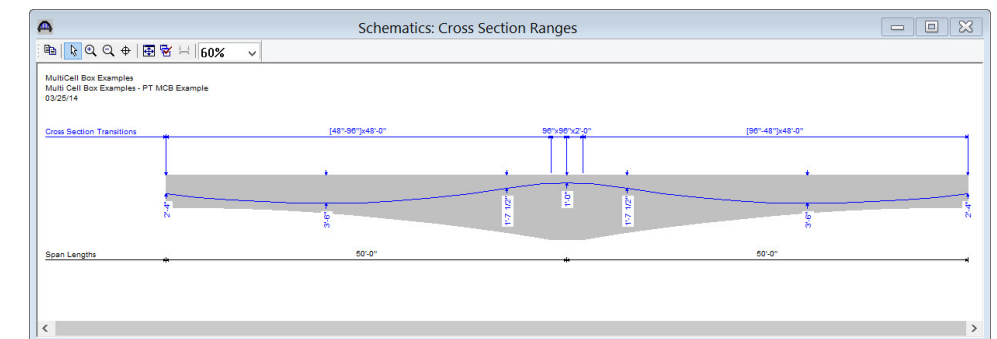 Schematics: Cross Section Ranges
60%
MultiCell Box Examples
Multi Cell Box Examples - PT MCB Example
03/25/14
Cross Section Transitions [48"-96"]x48'-0" 96"x96"x2'-0" [96"-48"]x48'-0"
2'-4" 3'-6" 1'-7 1/2" 1'-0" 1'-7 1/2" 3'-6" 2'-4"
Span Lengths 50'-0" 50'-0"